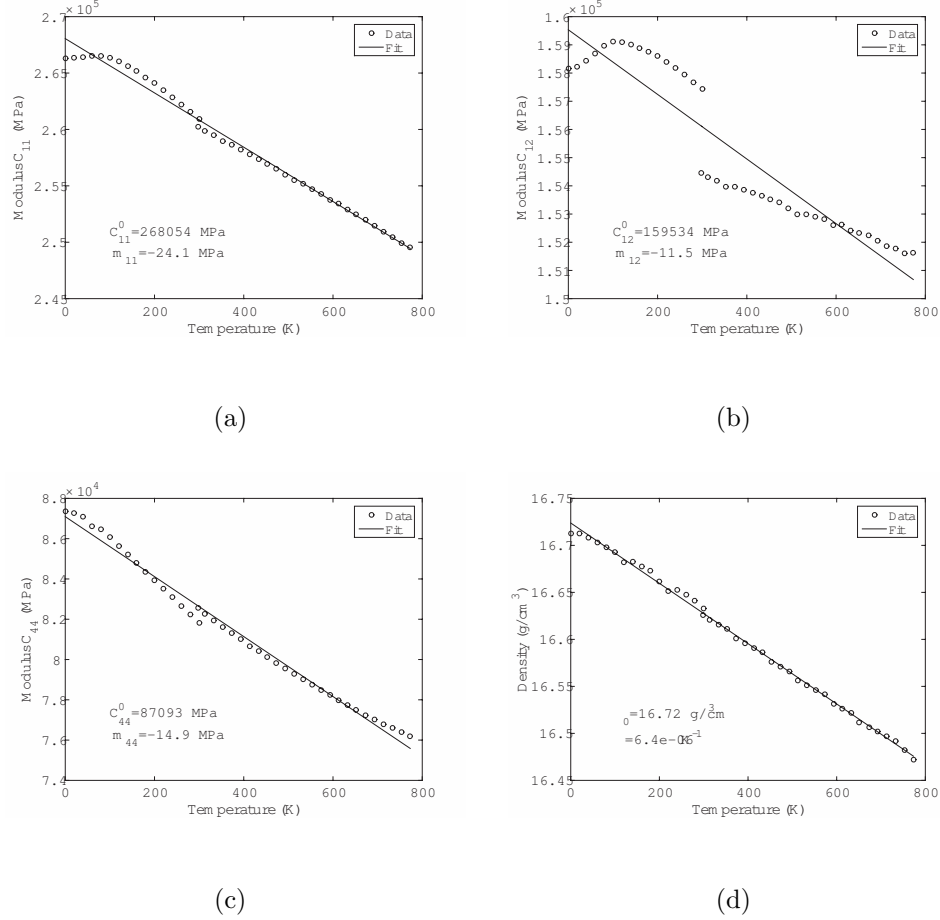 × 10^5
2.7
2.65
2.6
2.55
2.5
2.45
Modulus C_11 (MPa)
Data
Fit
C^0_11=268054 MPa
m_11=-24.1 MPa
0 200 400 600 800
Temperature (K)
(a)
× 10^5
1.6
1.59
1.58
1.57
1.56
1.55
1.54
1.53
1.52
1.51
1.5
Modulus C_12 (MPa)
Data
Fit
C^0_12=159534 MPa
m_12=-11.5 MPa
0 200 400 600 800
Temperature (K)
(b)
× 10^4
8.8
8.6
8.4
8.2
8
7.8
7.6
7.4
Modulus C_44 (MPa)
Data
Fit
C^0_44=87093 MPa
m_44=-14.9 MPa
0 200 400 600 800
Temperature (K)
(c)
16.75
16.7
16.65
16.6
16.55
16.5
16.45
Density (g/cm^3)
Data
Fit
_0=16.72 g/cm^3
=6.4e-06K^-1
0 200 400 600 800
Temperature (K)
(d)